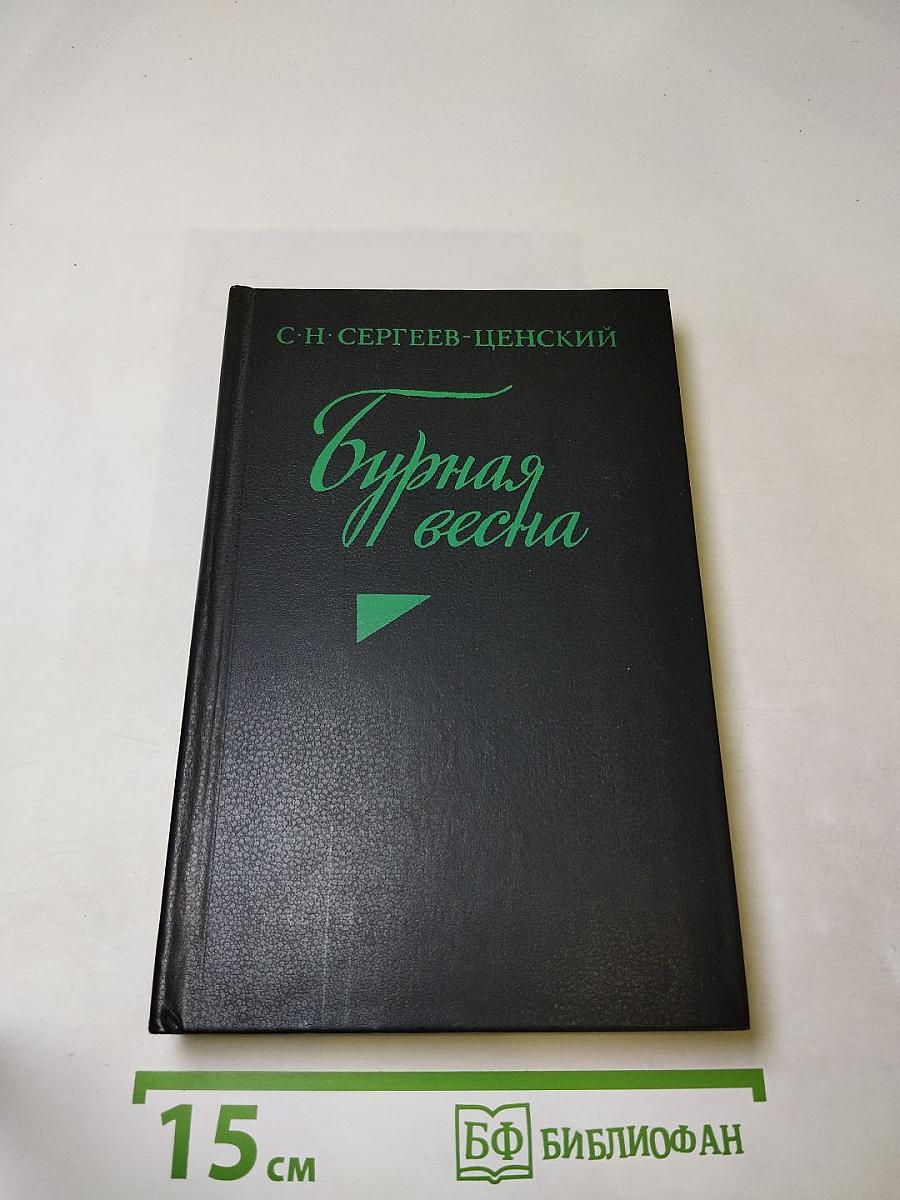 С·Н·СЕРГЕЕВ-ЦЕНСКИЙ
Бурная
весна
15 см
БФ БИБЛИОФАН